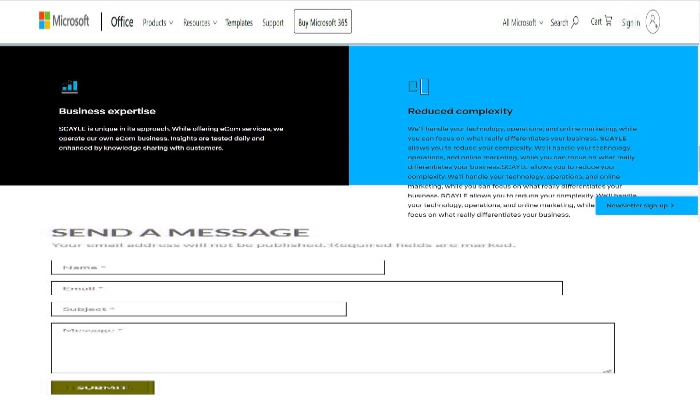 Microsoft Office Products Resources Templates Support Buy Microsoft 365 All Microsoft Search Cart Sign in
Business expertise
SCAYLE is unique in its approach. While offering eCom services, we
operate our own eCom business. Insights are tested daily and
enhanced by knowledge sharing with customers.
Reduced complexity
We'll handle your technology, operations, and online marketing, while
you can focus on what really differentiates your business. SCAYLE
allows you to reduce your complexity. We'll handle your technology,
operations, and online marketing, while you can focus on what really
differentiates your business.SCAYLE allows you to reduce your
complexity. We'll handle your technology, operations, and online
marketing, while you can focus on what really differentiates your
business. SCAYLE allows you to reduce your complexity. We'll handle
your technology, operations, and online marketing, while
focus on what really differentiates your business.
Newsletter sign-up >
SEND A MESSAGE
Your email address will not be published. Required fields are marked.
Name *
Email *
Subject *
Message *
SUBMIT